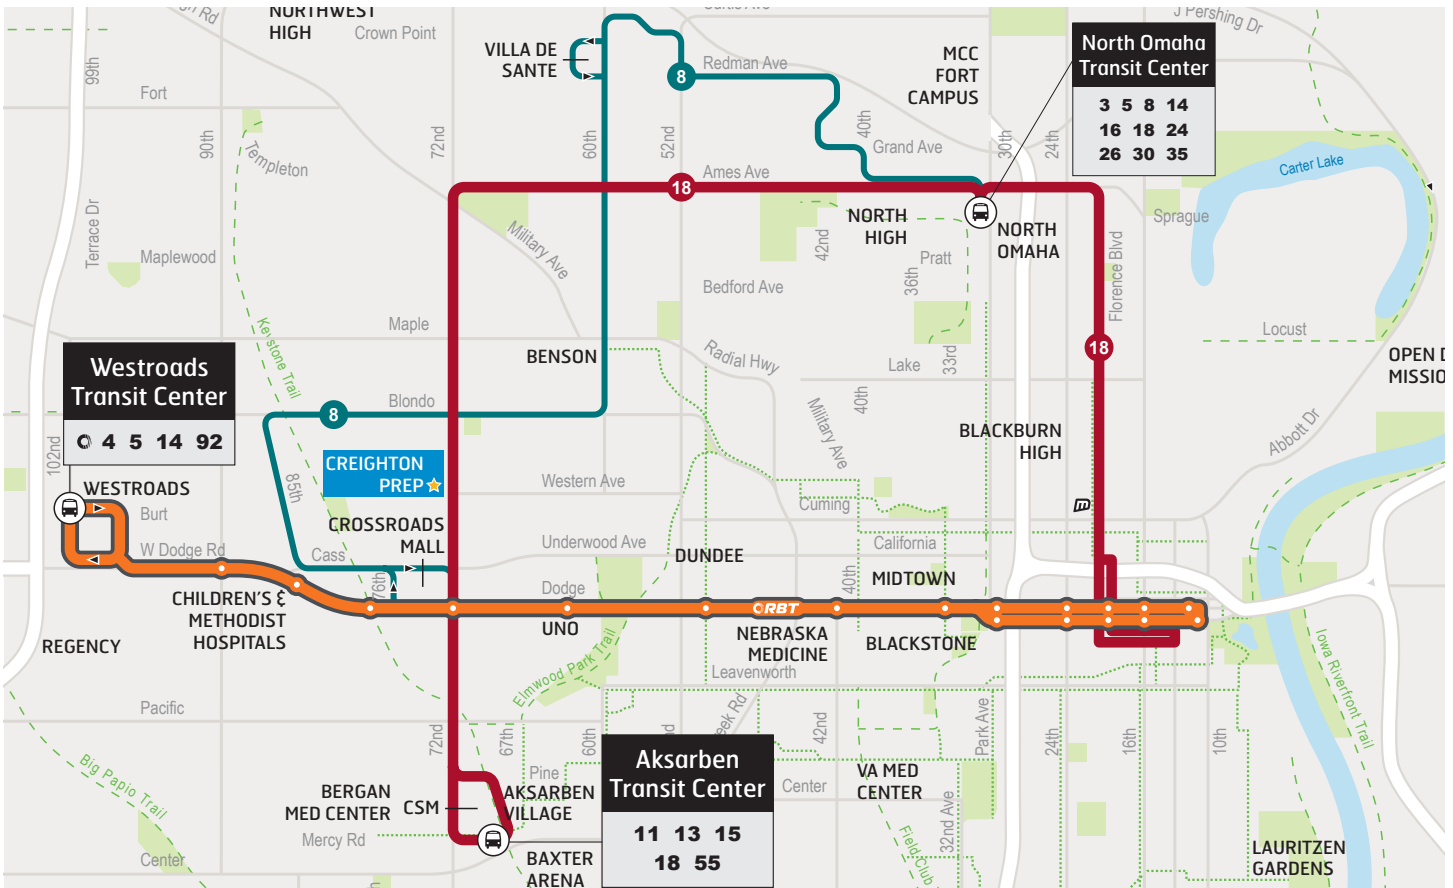 NORTHWEST
HIGH
Crown Point
99th
Fort
90th
Templeton
72nd
VILLA DE
SANTE
60th
52nd
8
Redman Ave
MCC
FORT
CAMPUS
40th
Grand Ave
30th
24th
J Pershing Dr
North Omaha
Transit Center
3 5 8 14
16 18 24
26 30 35
Carter Lake
Ames Ave
18
Terrace Dr
Maplewood
Military Ave
NORTH
HIGH
42nd
NORTH
OMAHA
Pratt
36th
Sprague
Florence Blvd
Bedford Ave
Keystone Trail
Maple
BENSON
Radial Hwy
Lake
33rd
18
Locust
OPEN D
MISSIO
Westroads
Transit Center
4 5 14 92
8
Blondo
40th
Military Ave
BLACKBURN
HIGH
Abbott Dr
102nd
WESTROADS
Burt
85th
CREIGHTON
PREP
Western Ave
Cuming
m
CROSSROADS
MALL
W Dodge Rd
Cass
76th
Underwood Ave
DUNDEE
California
Dodge
40th
MIDTOWN
CHILDREN'S &
METHODIST
HOSPITALS
RBT
REGENCY
UNO
NEBRASKA
MEDICINE
BLACKSTONE
Elmwood Park Trail
Leavenworth
Iowa Riverfront Trail
Pacific
72nd
67th
60th
nd
eek Rd
42nd
Park Ave
24th
16th
10th
Big Papio Trail
Aksarben
Transit Center
11 13 15
18 55
Pine
AKSARBEN
VILLAGE
BERGAN
MED CENTER
CSM
Center
VA MED
CENTER
Mercy Rd
32nd Ave
Field Club
Center
BAXTER
ARENA
LAURITZEN
GARDENS